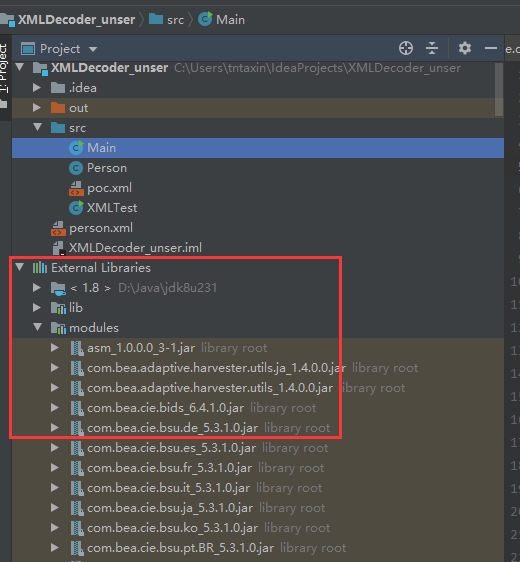 XMLDecoder_unser src Main
Project
1: Project
XMLDecoder_unser C:\Users\tntaxin\IdeaProjects\XMLDecoder_unser
.idea
out
src
Main
Person
poc.xml
XMLTest
person.xml
XMLDecoder_unser.iml
External Libraries
< 1.8 > D:\Java\jdk8u231
lib
modules
asm_1.0.0.0_3-1.jar library root
com.bea.adaptive.harvester.utils.ja_1.4.0.0.jar library root
com.bea.adaptive.harvester.utils_1.4.0.0.jar library root
com.bea.cie.bids_6.4.1.0.jar library root
com.bea.cie.bsu.de_5.3.1.0.jar library root
com.bea.cie.bsu.es_5.3.1.0.jar library root
com.bea.cie.bsu.fr_5.3.1.0.jar library root
com.bea.cie.bsu.it_5.3.1.0.jar library root
com.bea.cie.bsu.ja_5.3.1.0.jar library root
com.bea.cie.bsu.ko_5.3.1.0.jar library root
com.bea.cie.bsu.pt.BR_5.3.1.0.jar library root